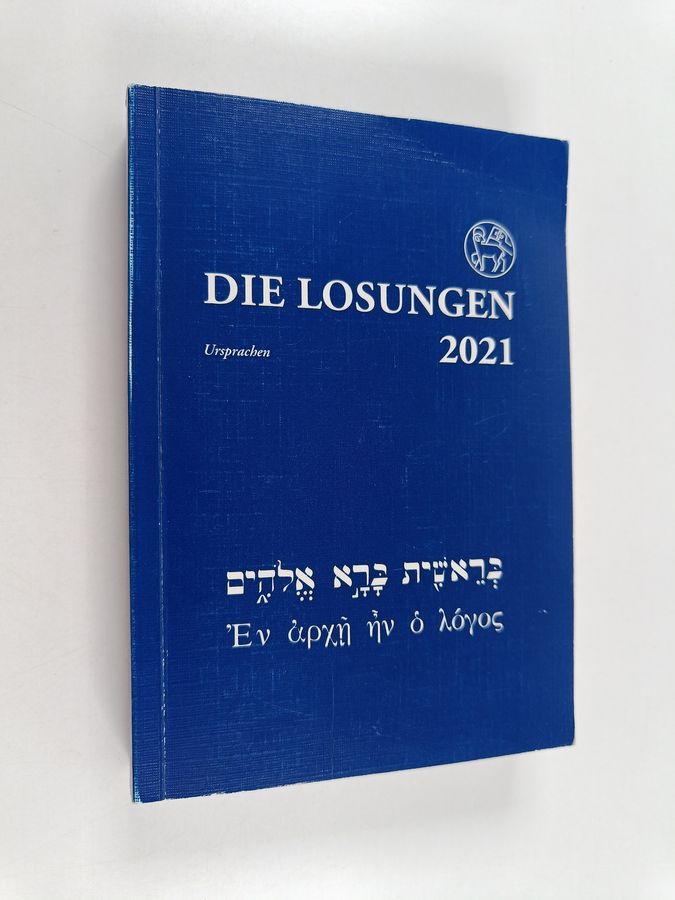 DIE LOSUNGEN
2021
Ursprachen
בְּרֵאשִׁ֖ית בָּרָ֣א אֱלֹהִ֑ים
Ἐν ἀρχῇ ἦν ὁ λόγος